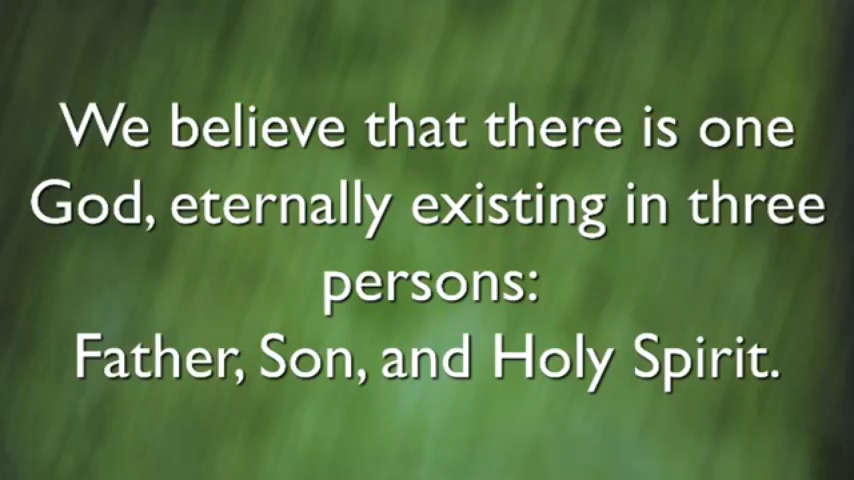 We believe that there is one
God, eternally existing in three
persons:
Father, Son, and Holy Spirit.